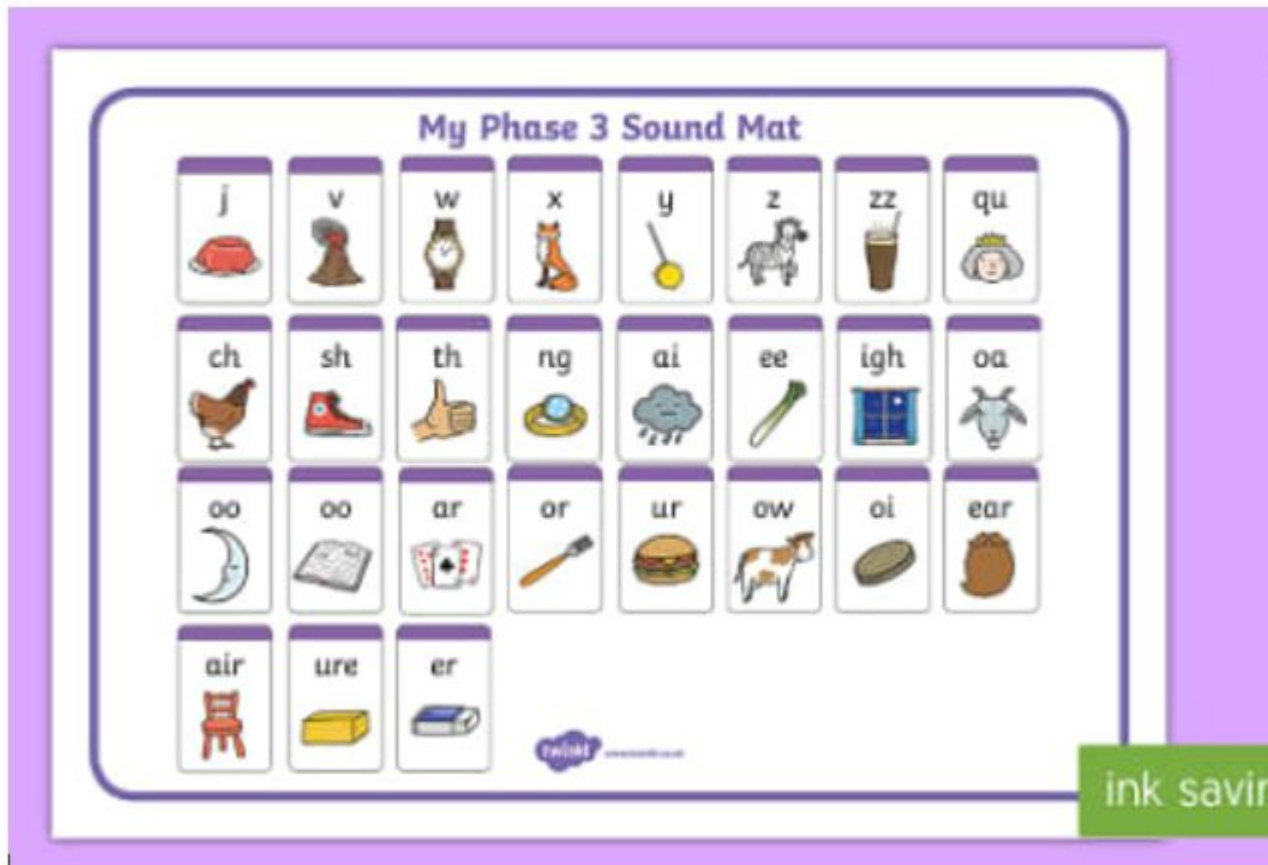 My Phase 3 Sound Mat
j v w x y z zz qu
ch sh th ng ai ee igh oa
oo oo ar or ur ow oi ear
air ure er
twinkl
ink savin